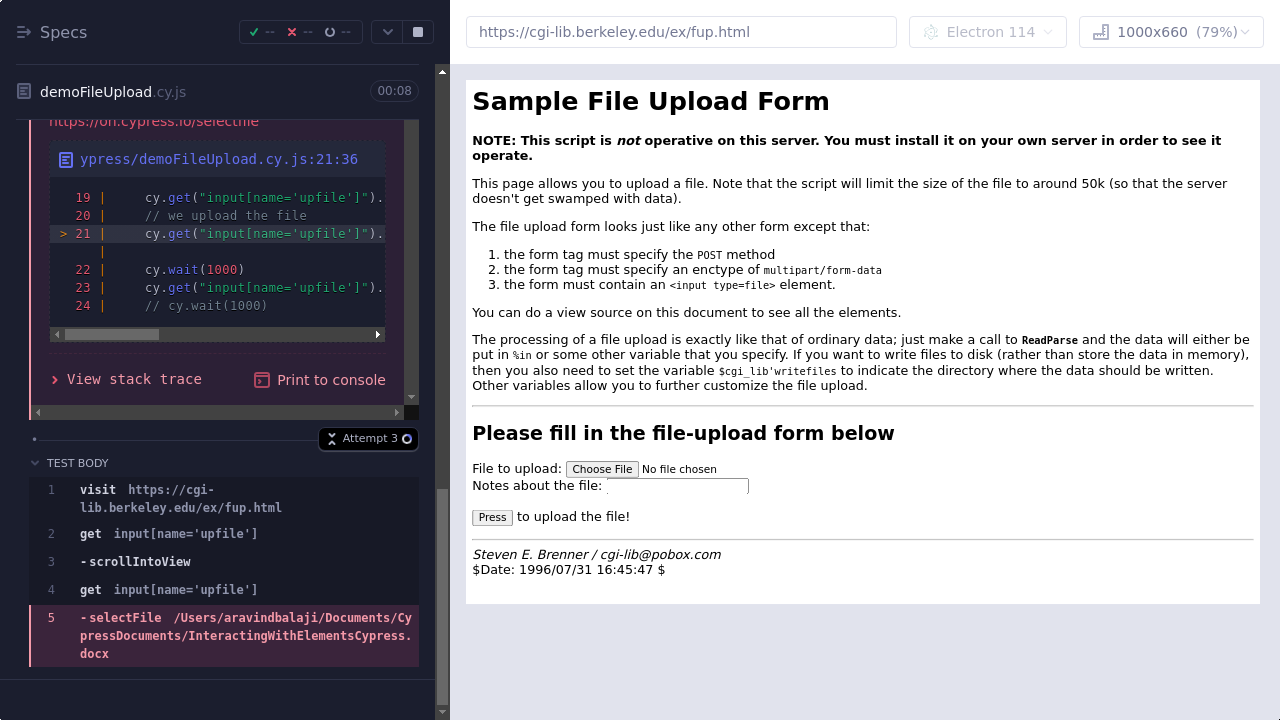 Specs
--
--
--
demoFileUpload.cy.js
00:08
https://on.cypress.io/selectfile
ypress/demoFileUpload.cy.js:21:36
19 |     cy.get("input[name='upfile']").
20 |     // we upload the file
> 21 |     cy.get("input[name='upfile']").
|
22 |     cy.wait(1000)
23 |     cy.get("input[name='upfile']").
24 |     // cy.wait(1000)
View stack trace
Print to console
Attempt 3
TEST BODY
1 visit https://cgi-
lib.berkeley.edu/ex/fup.html
2 get input[name='upfile']
3 -scrollIntoView
4 get input[name='upfile']
5 -selectFile /Users/aravindbalaji/Documents/Cy
pressDocuments/InteractingWithElementsCypress.
docx
https://cgi-lib.berkeley.edu/ex/fup.html
Electron 114
1000x660 (79%)
Sample File Upload Form
NOTE: This script is not operative on this server. You must install it on your own server in order to see it
operate.
This page allows you to upload a file. Note that the script will limit the size of the file to around 50k (so that the server
doesn't get swamped with data).
The file upload form looks just like any other form except that:
1. the form tag must specify the POST method
2. the form tag must specify an enctype of multipart/form-data
3. the form must contain an <input type=file> element.
You can do a view source on this document to see all the elements.
The processing of a file upload is exactly like that of ordinary data; just make a call to ReadParse and the data will either be
put in %in or some other variable that you specify. If you want to write files to disk (rather than store the data in memory),
then you also need to set the variable $cgi_lib'writefiles to indicate the directory where the data should be written.
Other variables allow you to further customize the file upload.
Please fill in the file-upload form below
File to upload: Choose File No file chosen
Notes about the file:
Press to upload the file!
Steven E. Brenner / cgi-lib@pobox.com
$Date: 1996/07/31 16:45:47 $